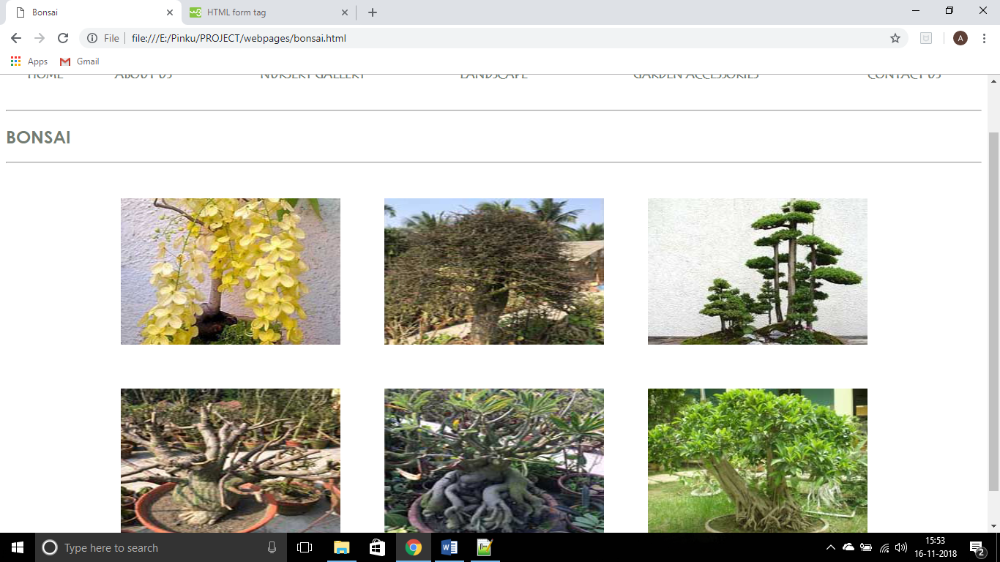 Bonsai
HTML form tag
File
file:///E:/Pinku/PROJECT/webpages/bonsai.html
A
Apps
Gmail
HOME ABOUT US NURSERY GALLERY LANDSCAPE GARDEN ACCESSORIES CONTACT US
BONSAI
Type here to search
15:53
16-11-2018
2